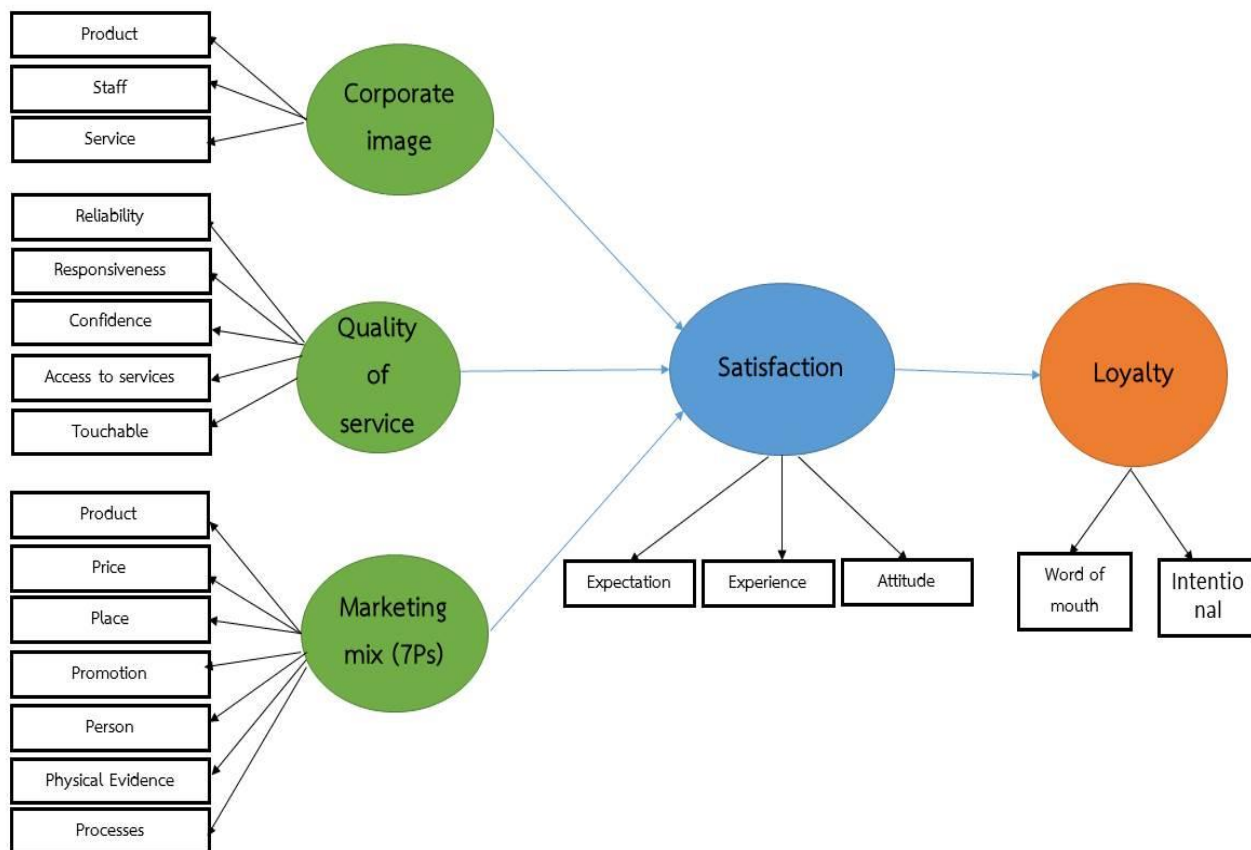 Product
Staff
Service
Corporate
image
Reliability
Responsiveness
Confidence
Access to services
Touchable
Quality
of
service
Product
Price
Place
Promotion
Person
Physical Evidence
Processes
Marketing
mix (7Ps)
Satisfaction
Expectation
Experience
Attitude
Loyalty
Word of
mouth
Intentio
nal